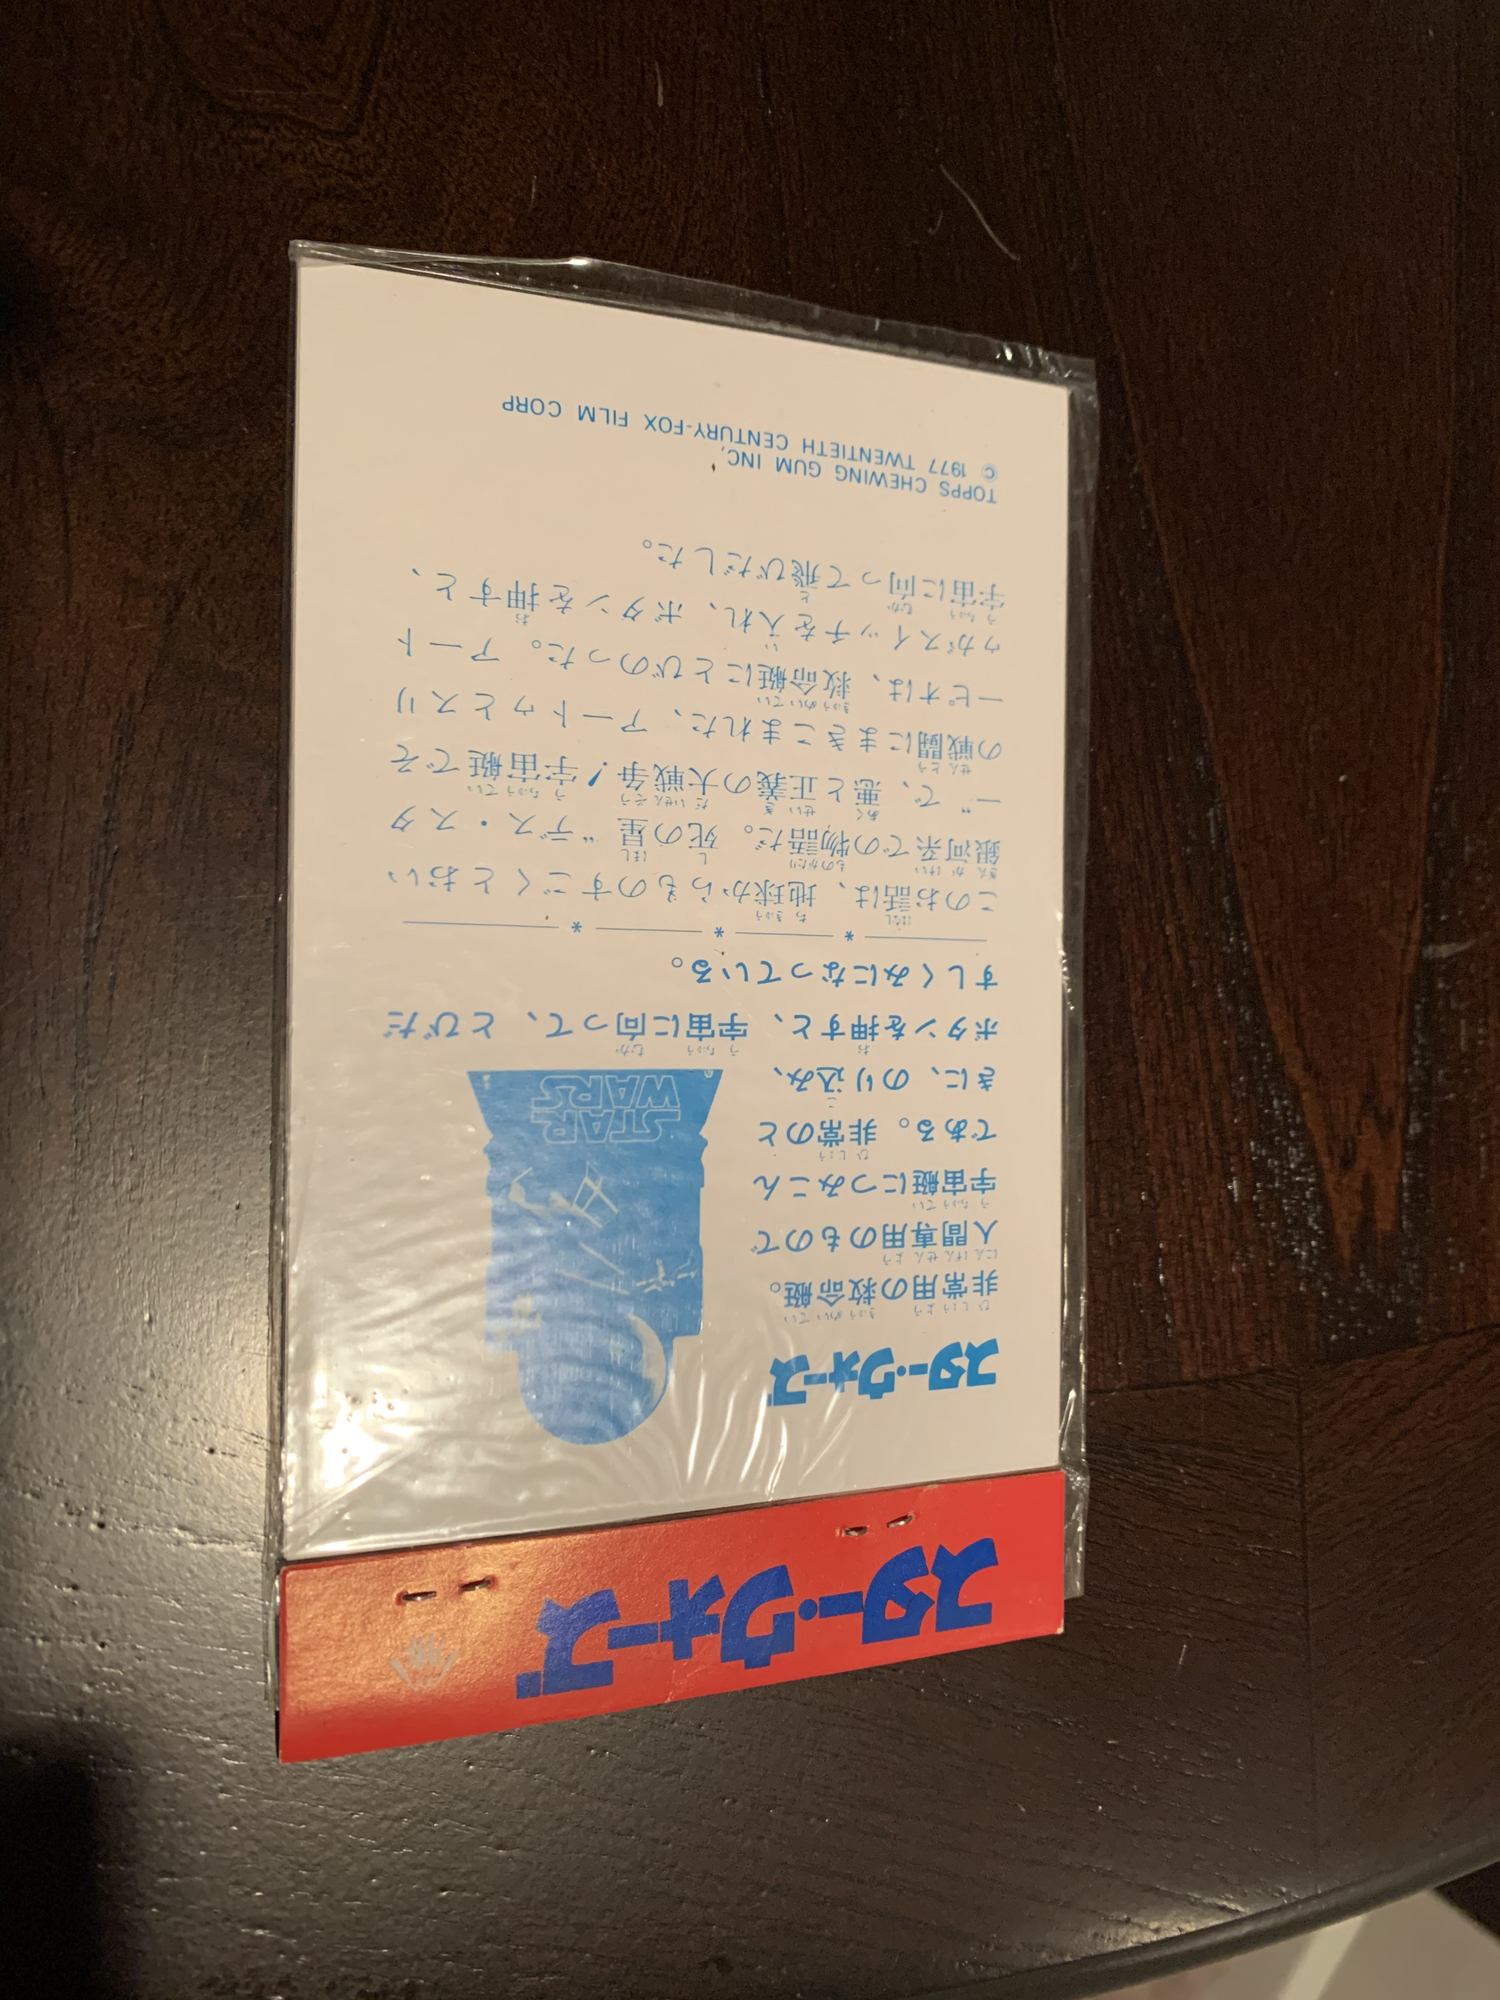 スター・ウォーズ
スター・ウォーズ
非常用の救命艇。
人間専用のもので
宇宙艇につみこん
である。非常のと
きに、のり込み、
ボタンを押すと、宇宙に向って、とびだ
すしくみになっている。
STAR
WARS
このお話は、地球からものすごくとおい
銀河系での物語だ。死の星“デス・スタ
ー”で、悪と正義の大戦争！宇宙艇でそ
の戦闘にまきこまれた、アートゥとスリ
ーピオは、救命艇にとびのった。アート
ゥがスイッチを入れ、ボタンを押すと、
宇宙に向って飛びだした。
TOPPS CHEWING GUM INC,
© 1977 TWENTIETH CENTURY-FOX FILM CORP